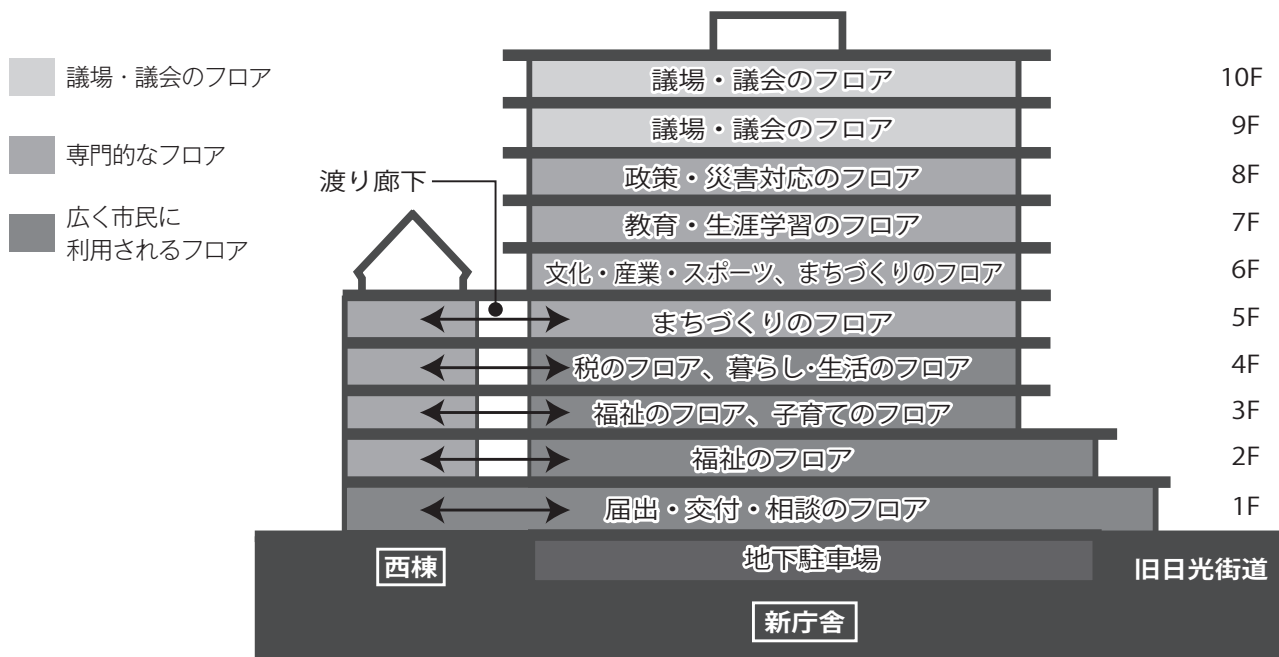 議場・議会のフロア
専門的なフロア
広く市民に
利用されるフロア
渡り廊下
議場・議会のフロア
10F
議場・議会のフロア
9F
政策・災害対応のフロア
8F
教育・生涯学習のフロア
7F
文化・産業・スポーツ、まちづくりのフロア
6F
まちづくりのフロア
5F
税のフロア、暮らし・生活のフロア
4F
福祉のフロア、子育てのフロア
3F
福祉のフロア
2F
届出・交付・相談のフロア
1F
西棟
地下駐車場
旧日光街道
新庁舎